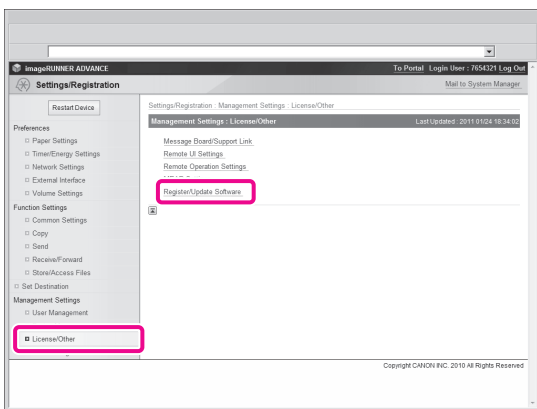 imageRUNNER ADVANCE
To Portal Login User : 7654321 Log Out
Settings/Registration
Mail to System Manager
Restart Device
Settings/Registration : Management Settings : License/Other
Management Settings : License/Other
Last Updated : 2011 01/24 18:34:02
Preferences
Paper Settings
Timer/Energy Settings
Network Settings
External Interface
Volume Settings
Message Board/Support Link
Remote UI Settings
Remote Operation Settings
Register/Update Software
Function Settings
Common Settings
Copy
Send
Receive/Forward
Store/Access Files
Set Destination
Management Settings
User Management
License/Other
Copyright CANON INC. 2010 All Rights Reserved